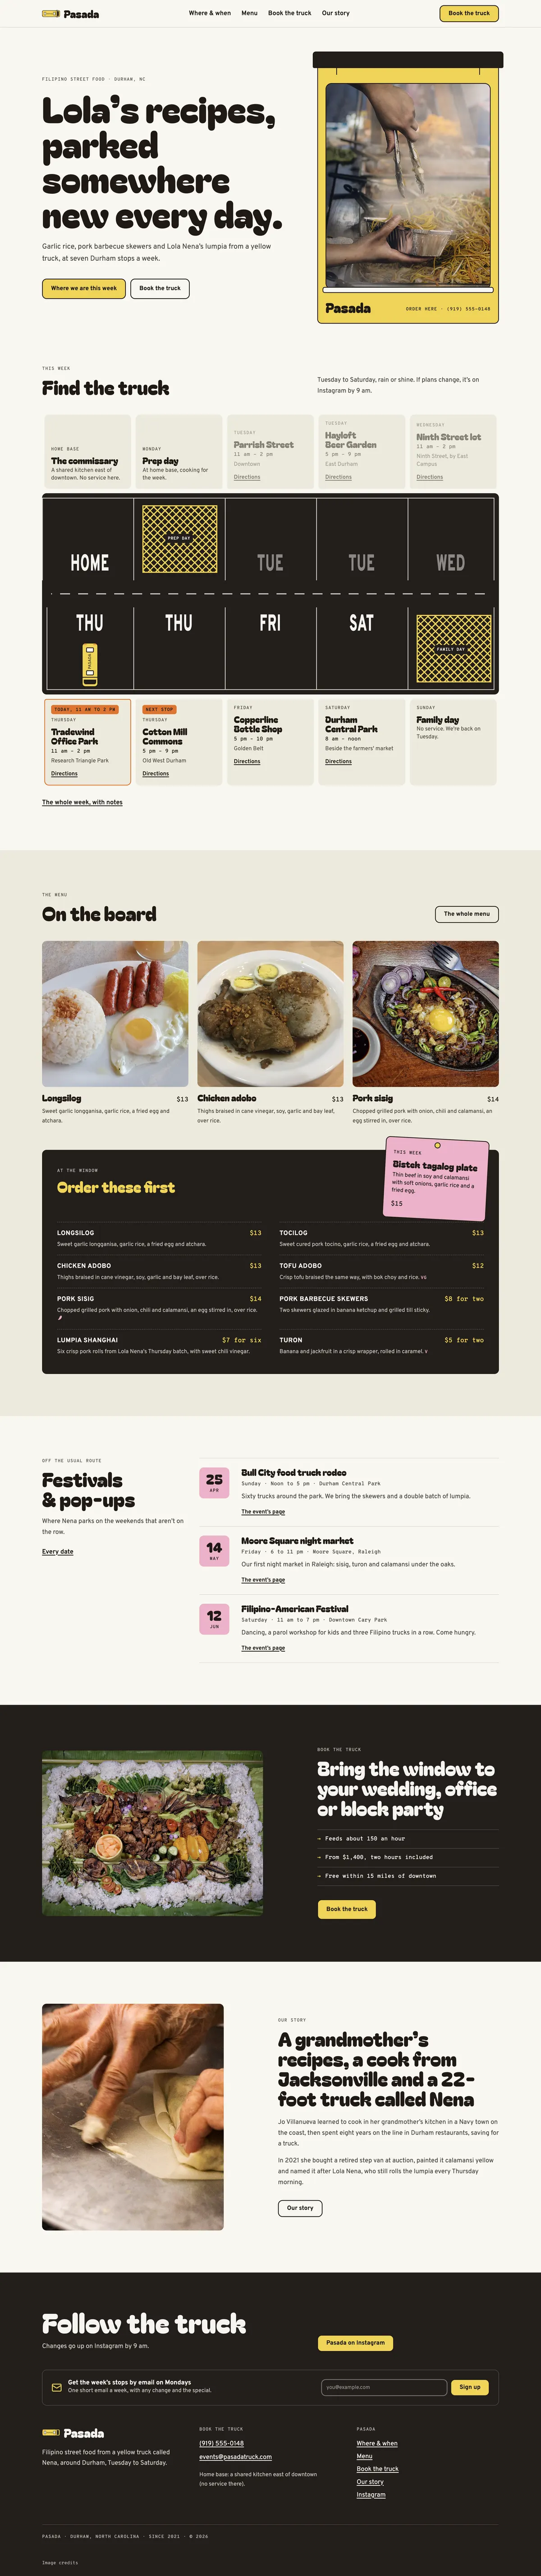 Pasada
Where & when Menu Book the truck Our story
Book the truck
FILIPINO STREET FOOD · DURHAM, NC
Lola's recipes,
parked
somewhere
new every day.
Garlic rice, pork barbecue skewers and Lola Nena's lumpia from a yellow
truck, at seven Durham stops a week.
Where we are this week
Book the truck
Pasada
ORDER HERE · (919) 555-0148
THIS WEEK
Find the truck
Tuesday to Saturday, rain or shine. If plans change, it's on
Instagram by 9 am.
HOME BASE
The commissary
A shared kitchen east of
downtown. No service here.
MONDAY
Prep day
At home base, cooking for
the week.
TUESDAY
Parrish Street
11 am – 2 pm
Downtown
Directions
TUESDAY
Hayloft
Beer Garden
5 pm – 9 pm
East Durham
Directions
WEDNESDAY
Ninth Street lot
11 am – 2 pm
Ninth Street, by East
Campus
Directions
HOME
PREP DAY
TUE
TUE
WED
THU
THU
FRI
SAT
FAMILY DAY
PASADA
TODAY, 11 AM TO 2 PM
THURSDAY
Tradewind
Office Park
11 am – 2 pm
Research Triangle Park
Directions
NEXT STOP
THURSDAY
Cotton Mill
Commons
5 pm – 9 pm
Old West Durham
Directions
FRIDAY
Copperline
Bottle Shop
5 pm – 10 pm
Golden Belt
Directions
SATURDAY
Durham
Central Park
8 am – noon
Beside the farmers' market
Directions
SUNDAY
Family day
No service. We're back on
Tuesday.
The whole week, with notes
THE MENU
On the board
The whole menu
Longsilog $13
Sweet garlic longganisa, garlic rice, a fried egg and
atchara.
Chicken adobo $13
Thighs braised in cane vinegar, soy, garlic and bay leaf,
over rice.
Pork sisig $14
Chopped grilled pork with onion, chili and calamansi, an
egg stirred in, over rice.
AT THE WINDOW
Order these first
THIS WEEK
Bistek tagalog plate
Thin beef in soy and calamansi
with soft onions, garlic rice and a
fried egg.
$15
LONGSILOG $13
Sweet garlic longganisa, garlic rice, a fried egg and atchara.
TOCILOG $13
Sweet cured pork tocino, garlic rice, a fried egg and atchara.
CHICKEN ADOBO $13
Thighs braised in cane vinegar, soy, garlic and bay leaf, over rice.
TOFU ADOBO $12
Crisp tofu braised the same way, with bok choy and rice. VG
PORK SISIG $14
Chopped grilled pork with onion, chili and calamansi, an egg stirred in, over rice.
PORK BARBECUE SKEWERS $8 for two
Two skewers glazed in banana ketchup and grilled till sticky.
LUMPIA SHANGHAI $7 for six
Six crisp pork rolls from Lola Nena's Thursday batch, with sweet chili vinegar.
TURON $5 for two
Banana and jackfruit in a crisp wrapper, rolled in caramel. V
OFF THE USUAL ROUTE
Festivals
& pop-ups
Where Nena parks on the weekends that aren't on
the row.
Every date
25
APR
Bull City food truck rodeo
Sunday · Noon to 5 pm · Durham Central Park
Sixty trucks around the park. We bring the skewers and a double batch of lumpia.
The event's page
14
MAY
Moore Square night market
Friday · 6 to 11 pm · Moore Square, Raleigh
Our first night market in Raleigh: sisig, turon and calamansi under the oaks.
The event's page
12
JUN
Filipino-American Festival
Saturday · 11 am to 7 pm · Downtown Cary Park
Dancing, a parol workshop for kids and three Filipino trucks in a row. Come hungry.
The event's page
BOOK THE TRUCK
Bring the window to
your wedding, office
or block party
→ Feeds about 150 an hour
→ From $1,400, two hours included
→ Free within 15 miles of downtown
Book the truck
OUR STORY
A grandmother's
recipes, a cook from
Jacksonville and a 22-
foot truck called Nena
Jo Villanueva learned to cook in her grandmother's kitchen in a Navy town on
the coast, then spent eight years on the line in Durham restaurants, saving for
a truck.
In 2021 she bought a retired step van at auction, painted it calamansi yellow
and named it after Lola Nena, who still rolls the lumpia every Thursday
morning.
Our story
Follow the truck
Changes go up on Instagram by 9 am.
Pasada on Instagram
Get the week's stops by email on Mondays
One short email a week, with any change and the special.
you@example.com
Sign up
Pasada
Filipino street food from a yellow truck called
Nena, around Durham, Tuesday to Saturday.
BOOK THE TRUCK
(919) 555-0148
events@pasadatruck.com
Home base: a shared kitchen east of downtown
(no service there).
PASADA
Where & when
Menu
Book the truck
Our story
Instagram
PASADA · DURHAM, NORTH CAROLINA · SINCE 2021 · © 2026
Image credits